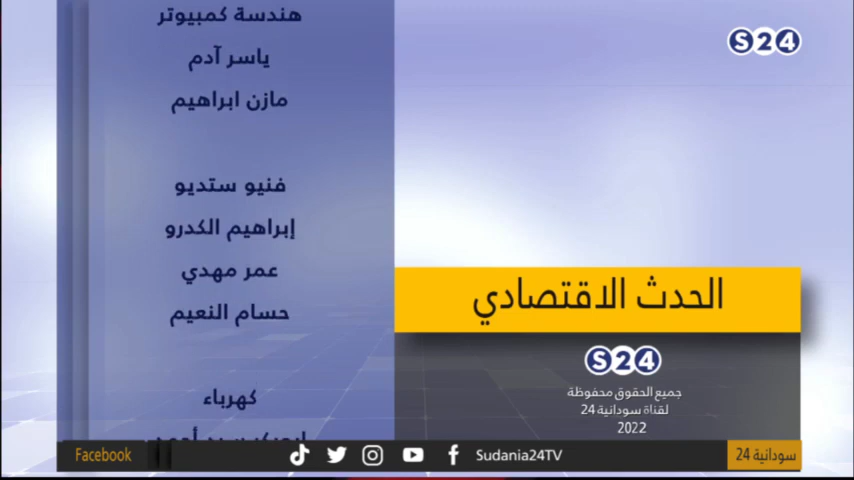 هندسة كمبيوتر
ياسر آدم
مازن ابراهيم
فنيو ستديو
إبراهيم الكدرو
عمر مهدي
حسام النعيم
كهرباء
S24
الحدث الاقتصادي
S24
جميع الحقوق محفوظة
لقناة سودانية 24
2022
Facebook
Sudania24TV
سودانية 24